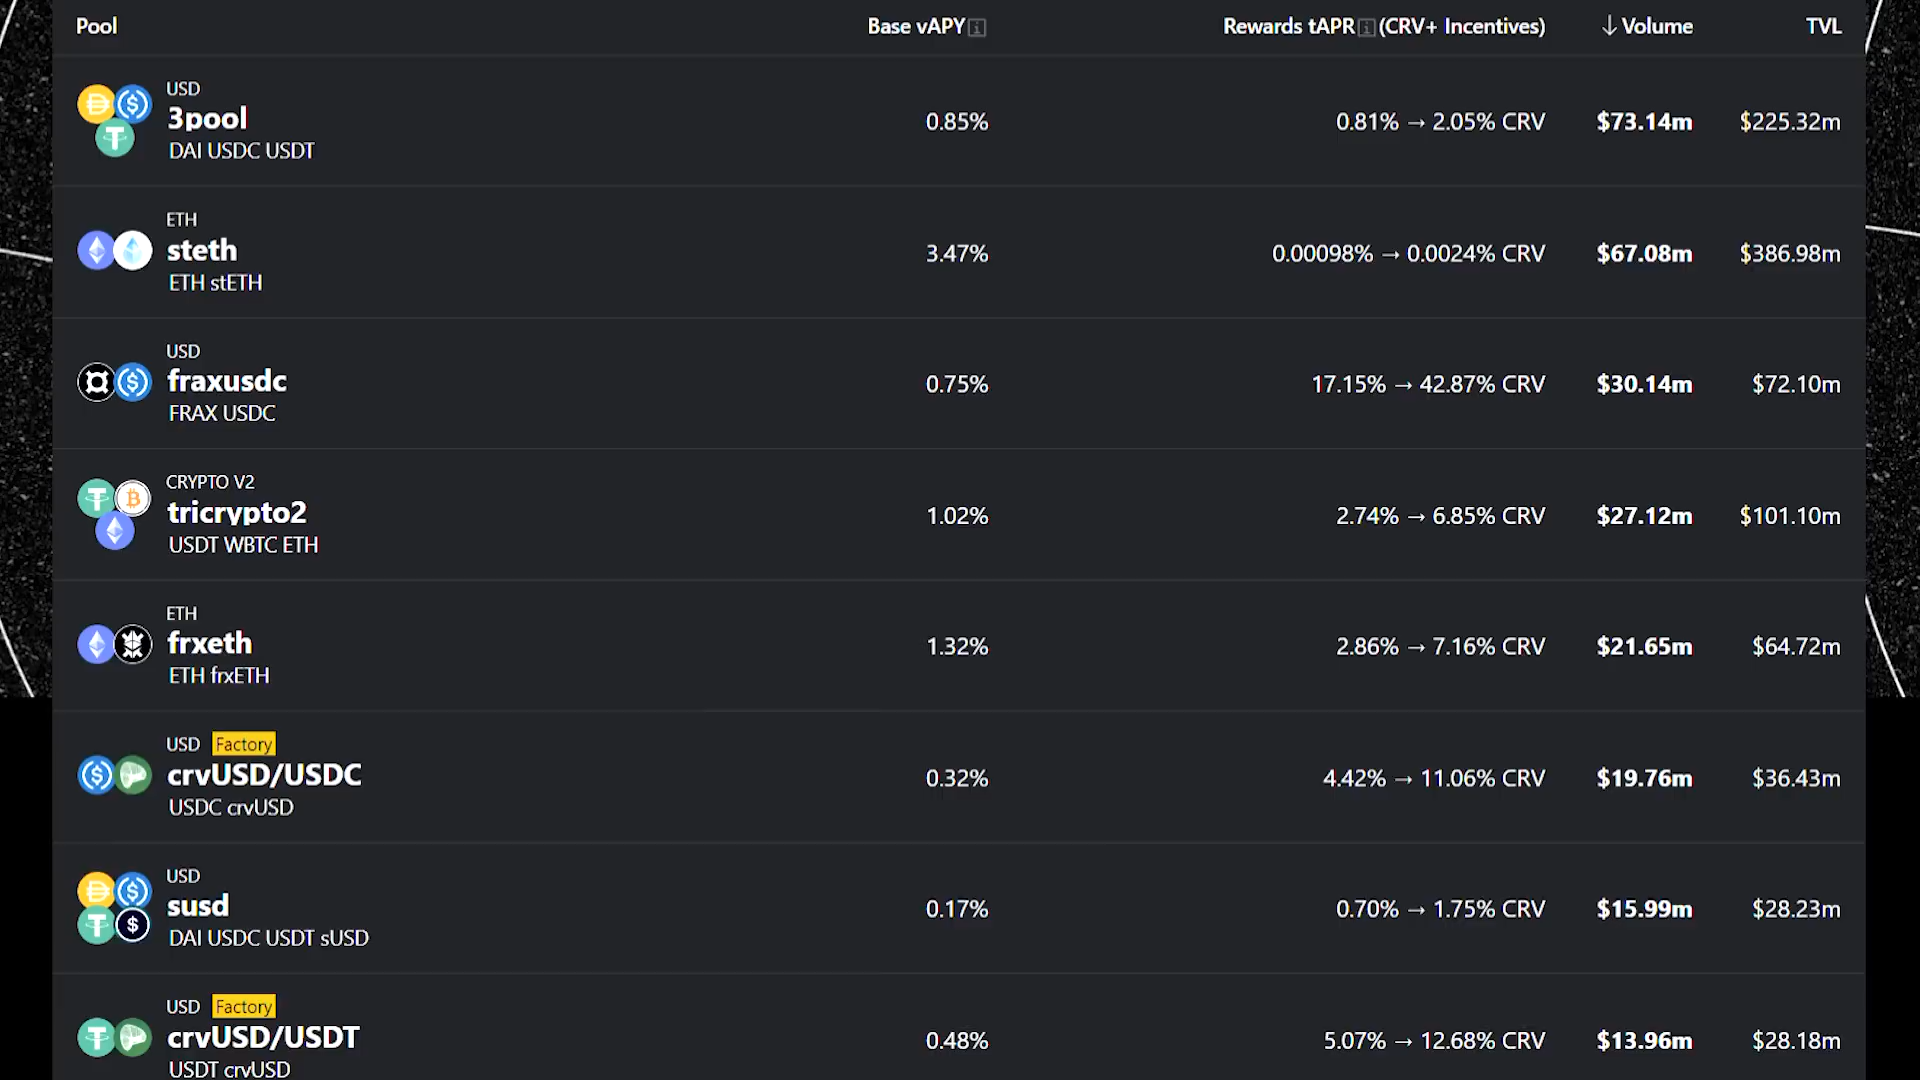 Pool Base vAPY Rewards tAPR (CRV+ Incentives) ↓ Volume TVL
USD
3pool
DAI USDC USDT
0.85% 0.81% → 2.05% CRV $73.14m $225.32m
ETH
steth
ETH stETH
3.47% 0.00098% → 0.0024% CRV $67.08m $386.98m
USD
fraxusdc
FRAX USDC
0.75% 17.15% → 42.87% CRV $30.14m $72.10m
CRYPTO V2
tricrypto2
USDT WBTC ETH
1.02% 2.74% → 6.85% CRV $27.12m $101.10m
ETH
frxeth
ETH frxETH
1.32% 2.86% → 7.16% CRV $21.65m $64.72m
USD Factory
crvUSD/USDC
USDC crvUSD
0.32% 4.42% → 11.06% CRV $19.76m $36.43m
USD
susd
DAI USDC USDT sUSD
0.17% 0.70% → 1.75% CRV $15.99m $28.23m
USD Factory
crvUSD/USDT
USDT crvUSD
0.48% 5.07% → 12.68% CRV $13.96m $28.18m